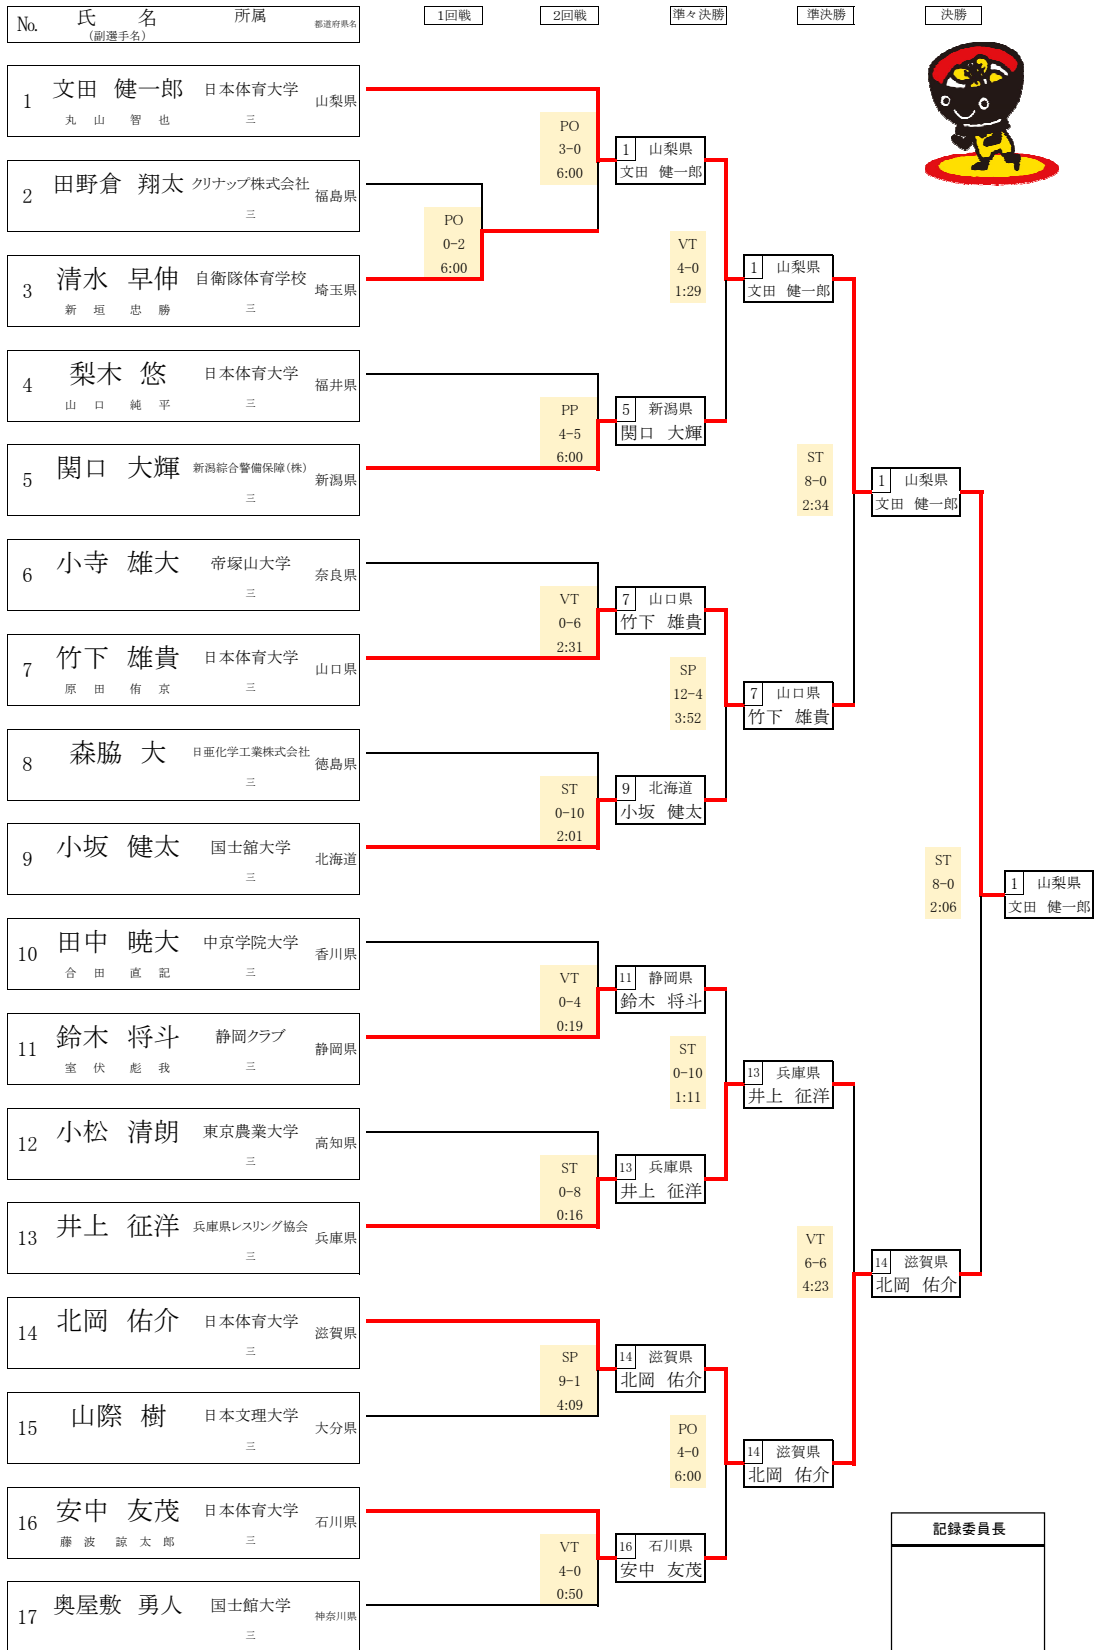 No. 氏 名 所属 都道府県名
(副選手名)
1回戦 2回戦 準々決勝 準決勝 決勝
1 文田 健一郎 日本体育大学 山梨県
丸山 智也 三
2 田野倉 翔太 クリナップ株式会社 福島県
三
3 清水 早伸 自衛隊体育学校 埼玉県
新垣 忠勝 三
4 梨木 悠 日本体育大学 福井県
山口 純平 三
5 関口 大輝 新潟綜合警備保障(株) 新潟県
三
6 小寺 雄大 帝塚山大学 奈良県
三
7 竹下 雄貴 日本体育大学 山口県
原田 侑京 三
8 森脇 大 日亜化学工業株式会社 徳島県
三
9 小坂 健太 国士舘大学 北海道
三
10 田中 暁大 中京学院大学 香川県
合田 直記 三
11 鈴木 将斗 静岡クラブ 静岡県
室伏 彪我 三
12 小松 清朗 東京農業大学 高知県
三
13 井上 征洋 兵庫県レスリング協会 兵庫県
三
14 北岡 佑介 日本体育大学 滋賀県
三
15 山際 樹 日本文理大学 大分県
三
16 安中 友茂 日本体育大学 石川県
藤波 諒太郎 三
17 奥屋敷 勇人 国士館大学 神奈川県
三
PO
0-2
6:00
PO
3-0
6:00
PP
4-5
6:00
VT
0-6
2:31
ST
0-10
2:01
VT
0-4
0:19
ST
0-8
0:16
SP
9-1
4:09
VT
4-0
0:50
1 山梨県
文田 健一郎
5 新潟県
関口 大輝
7 山口県
竹下 雄貴
9 北海道
小坂 健太
11 静岡県
鈴木 将斗
13 兵庫県
井上 征洋
14 滋賀県
北岡 佑介
16 石川県
安中 友茂
VT
4-0
1:29
SP
12-4
3:52
ST
0-10
1:11
PO
4-0
6:00
1 山梨県
文田 健一郎
7 山口県
竹下 雄貴
13 兵庫県
井上 征洋
14 滋賀県
北岡 佑介
ST
8-0
2:34
VT
6-6
4:23
1 山梨県
文田 健一郎
14 滋賀県
北岡 佑介
ST
8-0
2:06
1 山梨県
文田 健一郎
記録委員長